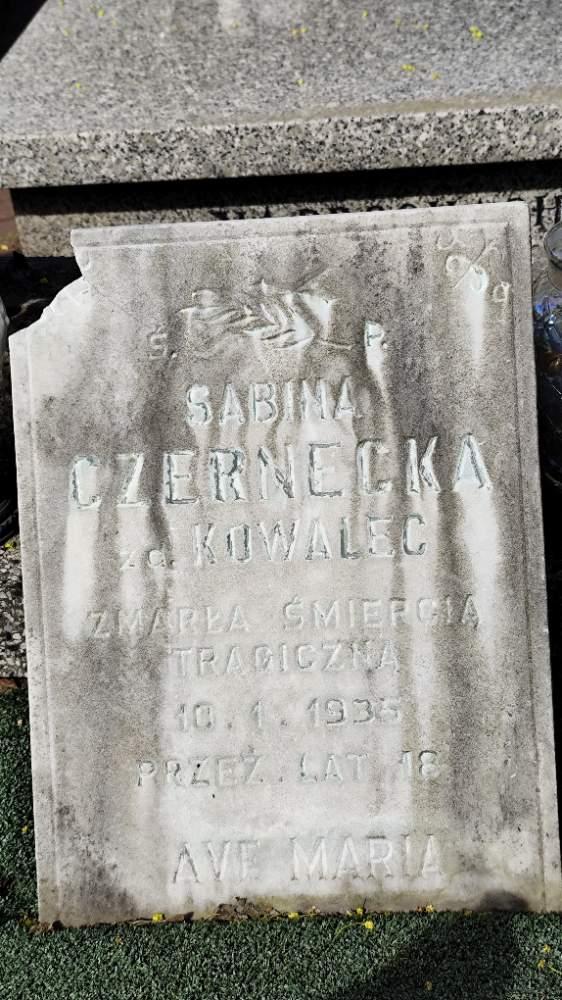 Ś. P.
SABINA
CZERNECKA
ZD. KOWALEC
ZMARŁA ŚMIERCIĄ
TRAGICZNĄ
10.1.1935
PRZEŻ. LAT 18
AVE MARIA